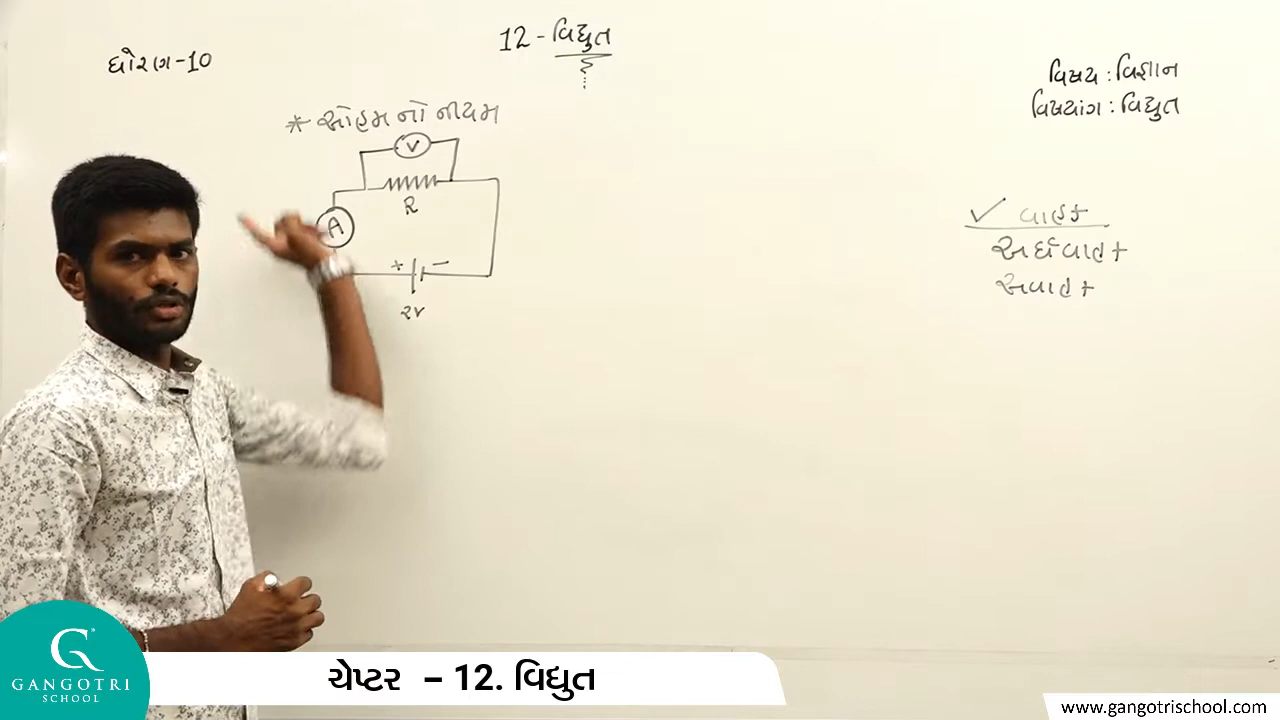 ધોરણ-10
12 - વિદ્યુત
વિષય : વિજ્ઞાન
વિષયાંગ : વિદ્યુત
* ઓહમ નો નીયમ
V
R
A
+ –
2V
✓ વાહક
અર્ધવાહક
અવાહક
G
GANGOTRI
SCHOOL
ચેપ્ટર – 12. વિદ્યુત
www.gangotrischool.com